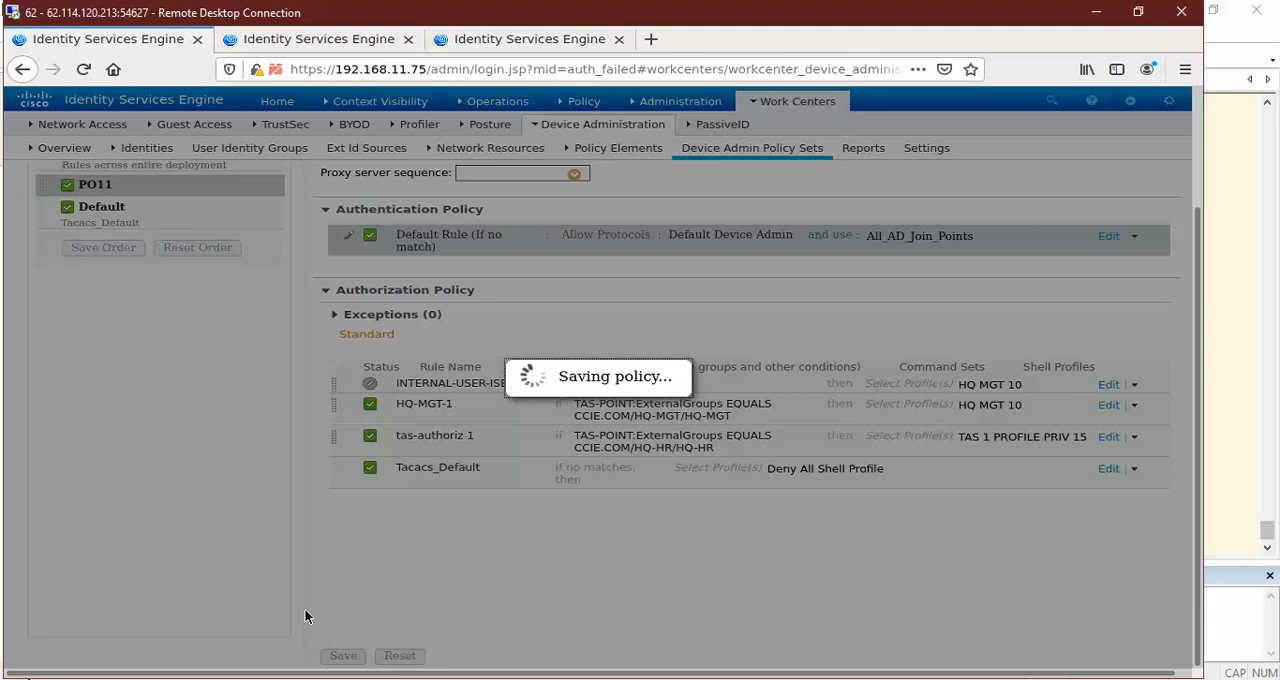 62 - 62.114.120.213:54627 - Remote Desktop Connection
Identity Services Engine
Identity Services Engine
Identity Services Engine
https://192.168.11.75/admin/login.jsp?mid=auth_failed#workcenters/workcenter_device_adminis
CISCO Identity Services Engine Home Context Visibility Operations Policy Administration Work Centers
Network Access Guest Access TrustSec BYOD Profiler Posture Device Administration PassiveID
Overview Identities User Identity Groups Ext Id Sources Network Resources Policy Elements Device Admin Policy Sets Reports Settings
Rules across entire deployment
PO11
Default
Tacacs_Default
Save Order Reset Order
Proxy server sequence:
Authentication Policy
Default Rule (If no match) : Allow Protocols : Default Device Admin and use : All_AD_Join_Points Edit
Authorization Policy
Exceptions (0)
Standard
Status Rule Name groups and other conditions) Command Sets Shell Profiles
INTERNAL-USER-ISE then Select Profile(s) HQ MGT 10 Edit |
HQ-MGT-1 if TAS-POINT:ExternalGroups EQUALS CCIE.COM/HQ-MGT/HQ-MGT then Select Profile(s) HQ MGT 10 Edit |
tas-authoriz 1 if TAS-POINT:ExternalGroups EQUALS CCIE.COM/HQ-HR/HQ-HR then Select Profile(s) TAS 1 PROFILE PRIV 15 Edit |
Tacacs_Default if no matches, then Select Profile(s) Deny All Shell Profile Edit |
Saving policy...
Save Reset
CAP NUM